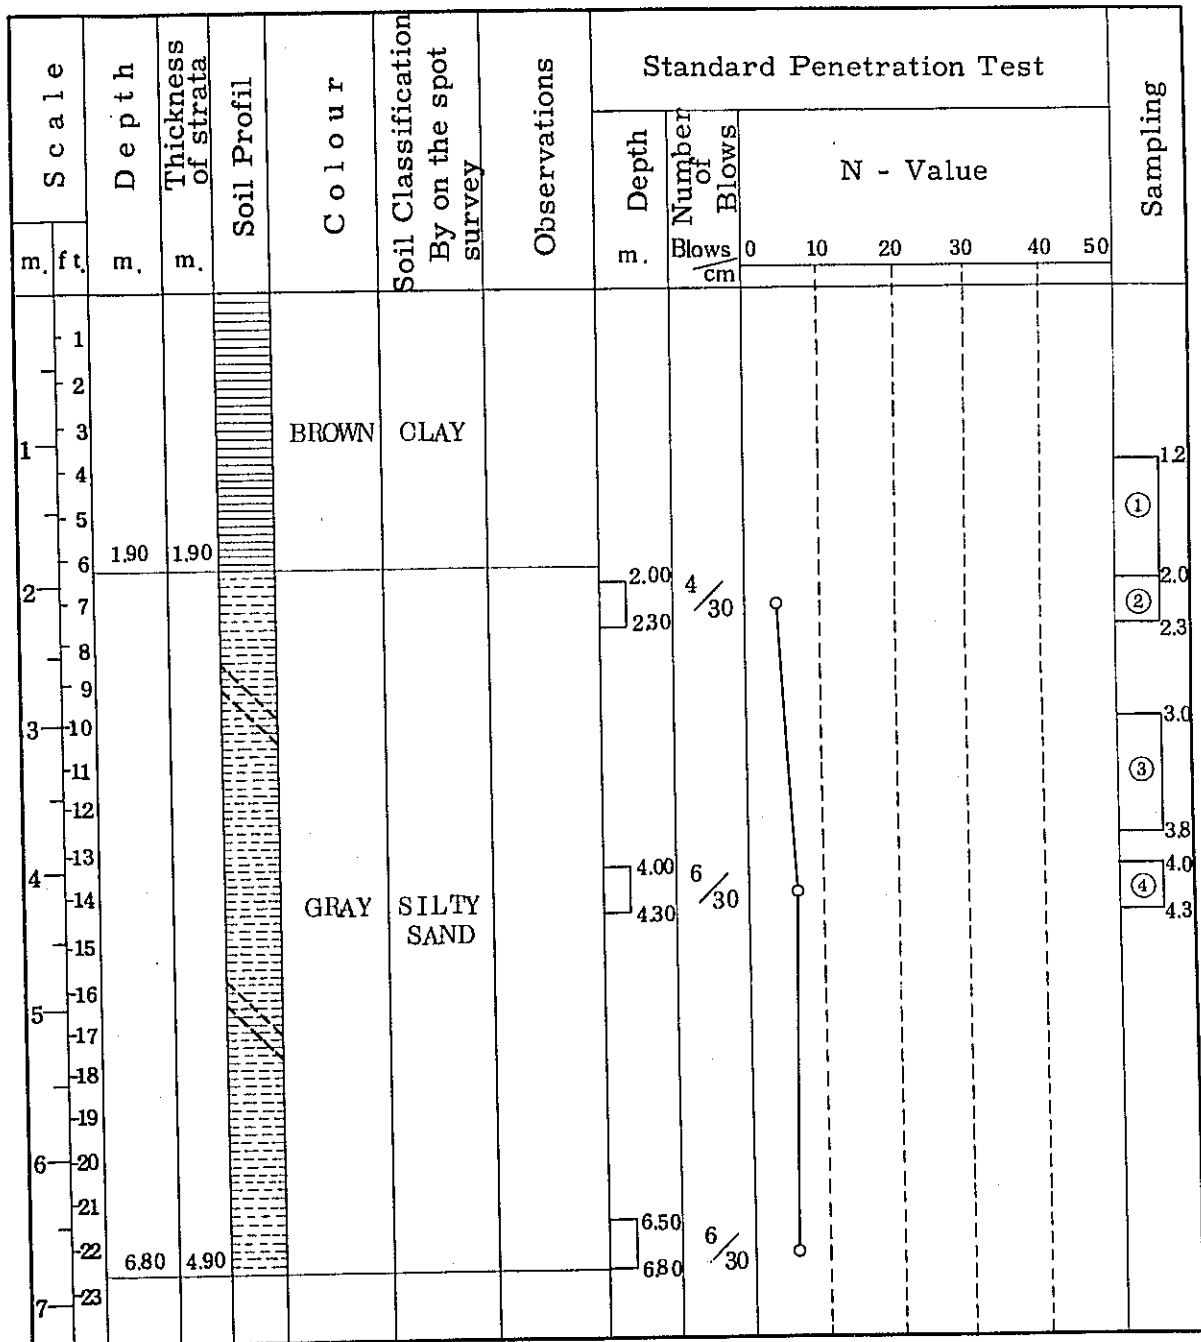 Scale
m.
ft.
Depth
m.
Thickness
of strata
m.
Soil Profil
Colour
Soil Classification
By on the spot
survey
Observations
Standard Penetration Test
Depth
m.
Number
of
Blows
Blows
/cm
N - Value
0 10 20 30 40 50
Sampling
1
2
BROWN CLAY
3
1
1.2
4
①
5
1.90 1.90
6
2.00
4/30
2.0
2
7
②
2.30
2.3
8
9
3
10
3.0
11
③
12
3.8
13
4.00
6/30
4.0
4
14
GRAY SILTY
SAND
④
4.30
4.3
15
16
5
17
18
19
6
20
21
6.50
6/30
22
6.80 4.90
6.80
23
7